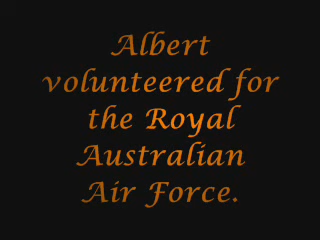 Albert
volunteered for
the Royal
Australian
Air Force.